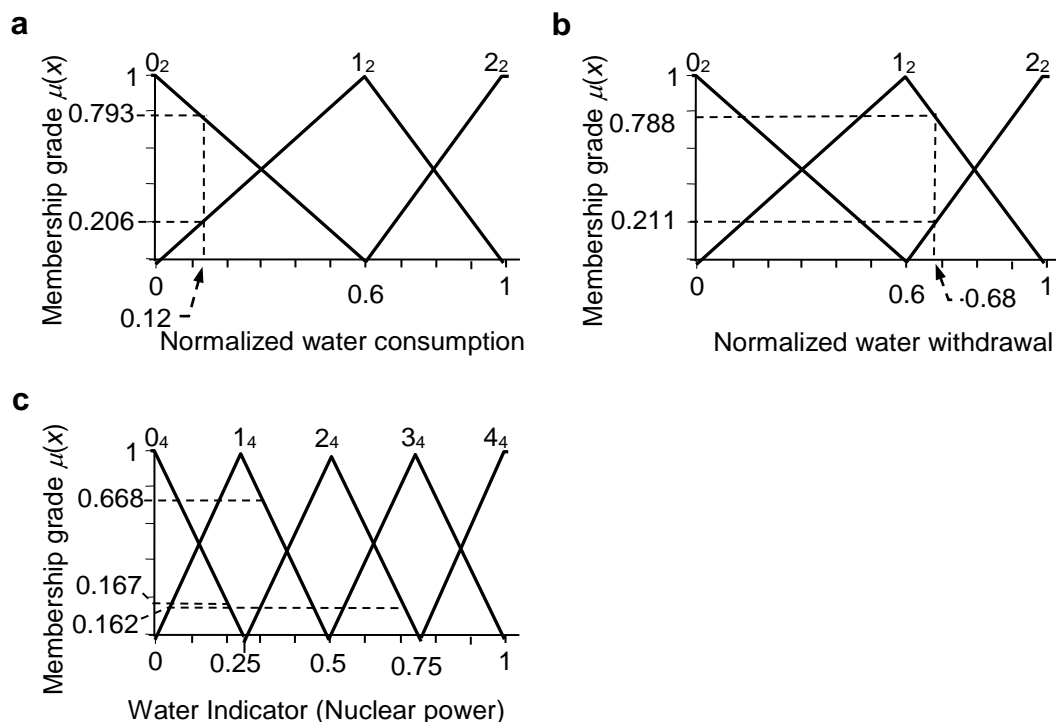 a
0₂ 1₂ 2₂
1
0.793
0.206
Membership grade μ(x)
0 0.6 1
0.12
Normalized water consumption
b
0₂ 1₂ 2₂
1
0.788
0.211
Membership grade μ(x)
0 0.6 1
0.68
Normalized water withdrawal
c
0₄ 1₄ 2₄ 3₄ 4₄
1
0.668
0.167
0.162
Membership grade μ(x)
0 0.25 0.5 0.75 1
Water Indicator (Nuclear power)